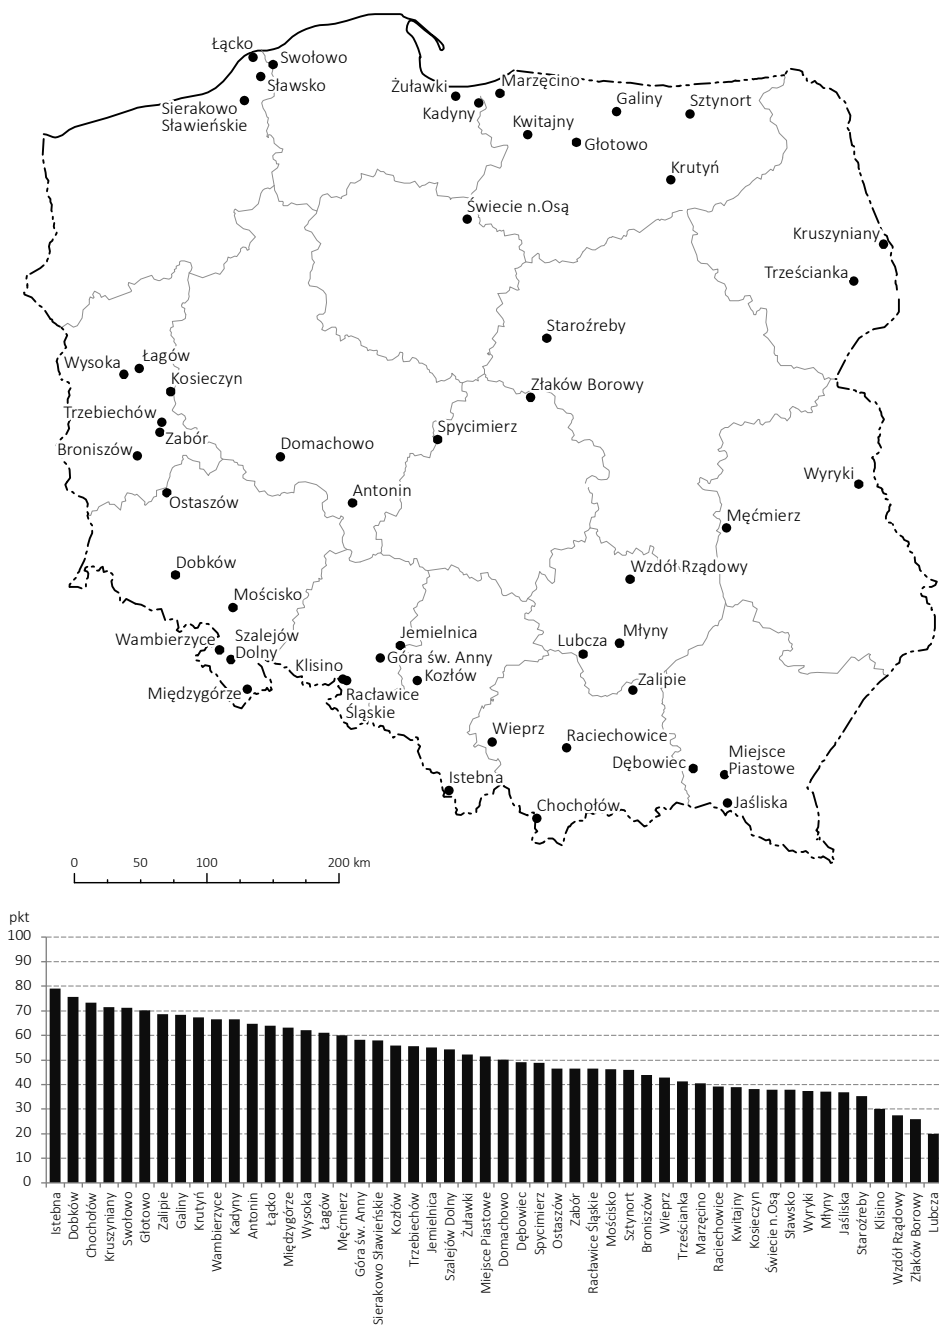 Łącko
Swołowo
Sławsko
Sierakowo
Sławieńskie
Żuławki
Marzęcino
Kadyny
Galiny
Sztynort
Kwitajny
Głotowo
Krutyń
Świecie n.Osą
Kruszyniany
Trześcianka
Staroźreby
Wysoka
Łagów
Kosieczyn
Złaków Borowy
Trzebiechów
Zabór
Spycimierz
Broniszów
Domachowo
Wyryki
Ostaszów
Antonin
Męćmierz
Dobków
Wzdół Rządowy
Mościsko
Wambierzyce
Szalejów
Dolny
Jemielnica
Młyny
Lubcza
Klisino
Góra św. Anny
Kozłów
Zalipie
Międzygórze
Racławice
Śląskie
Wieprz
Raciechowice
Dębowiec
Miejsce
Piastowe
Istebna
Chochołów
Jaśliska
0 50 100 200 km
pkt
100
90
80
70
60
50
40
30
20
10
0
Istebna
Dobków
Chochołów
Kruszyniany
Swołowo
Głotowo
Zalipie
Galiny
Krutyń
Wambierzyce
Kadyny
Antonin
Łącko
Międzygórze
Wysoka
Łagów
Męćmierz
Góra św. Anny
Sierakowo Sławieńskie
Kozłów
Trzebiechów
Jemielnica
Szalejów Dolny
Żuławki
Miejsce Piastowe
Domachowo
Dębowiec
Spycimierz
Ostaszów
Zabór
Racławice Śląskie
Mościsko
Sztynort
Broniszów
Wieprz
Trześcianka
Marzęcino
Raciechowice
Kwitajny
Kosieczyn
Świecie n.Osą
Sławsko
Wyryki
Młyny
Jaśliska
Staroźreby
Klisino
Wzdół Rządowy
Złaków Borowy
Lubcza